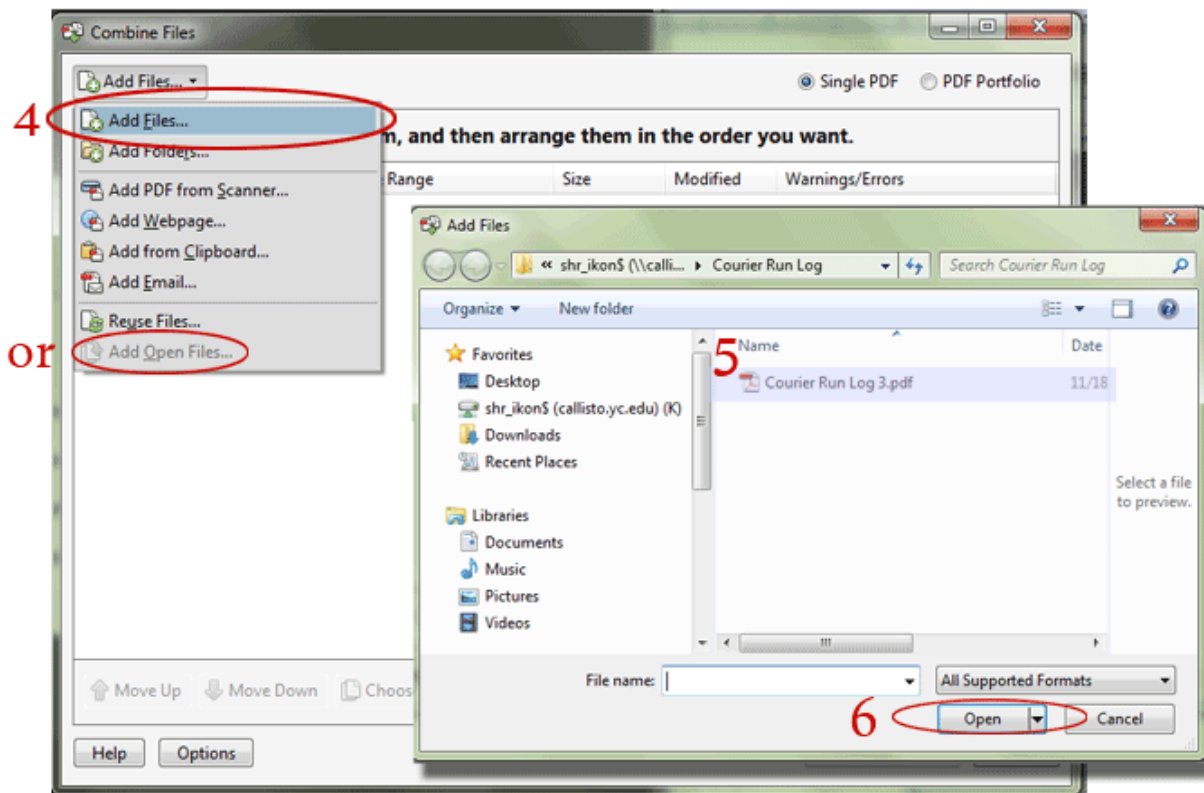 Combine Files
Add Files...
Single PDF
PDF Portfolio
4
Add Files...
, and then arrange them in the order you want.
Add Folders...
Range
Size
Modified
Warnings/Errors
Add PDF from Scanner...
Add Webpage...
Add from Clipboard...
Add Email...
Reuse Files...
or
Add Open Files...
Move Up
Move Down
Help
Options
Add Files
« shr_ikon$ (\\calli...
Courier Run Log
Search Courier Run Log
Organize
New folder
Favorites
Desktop
shr_ikon$ (callisto.yc.edu) (K)
Downloads
Recent Places
Libraries
Documents
Music
Pictures
Videos
5
Name
Date
Courier Run Log 3.pdf
11/18
Select a file
to preview.
File name:
All Supported Formats
6
Open
Cancel